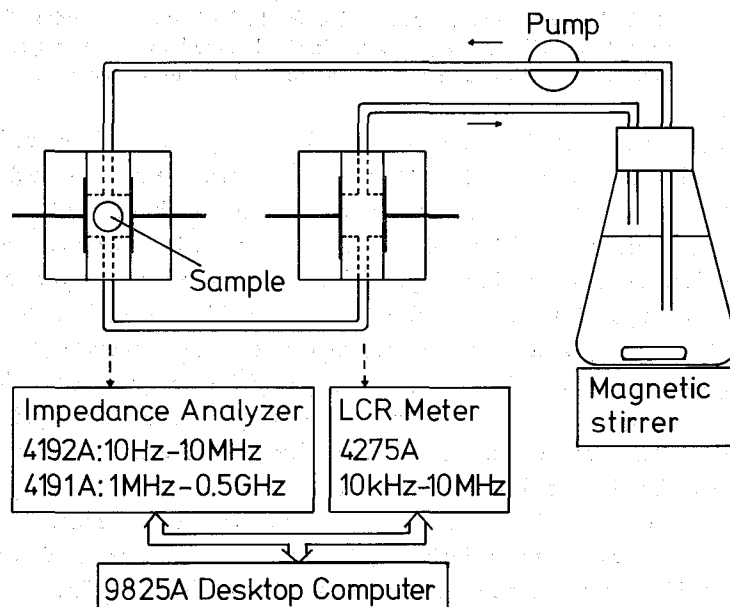 Pump
Sample
Magnetic
stirrer
Impedance Analyzer
4192A:10Hz-10MHz
4191A:1MHz-0.5GHz
LCR Meter
4275A
10kHz-10MHz
9825A Desktop Computer